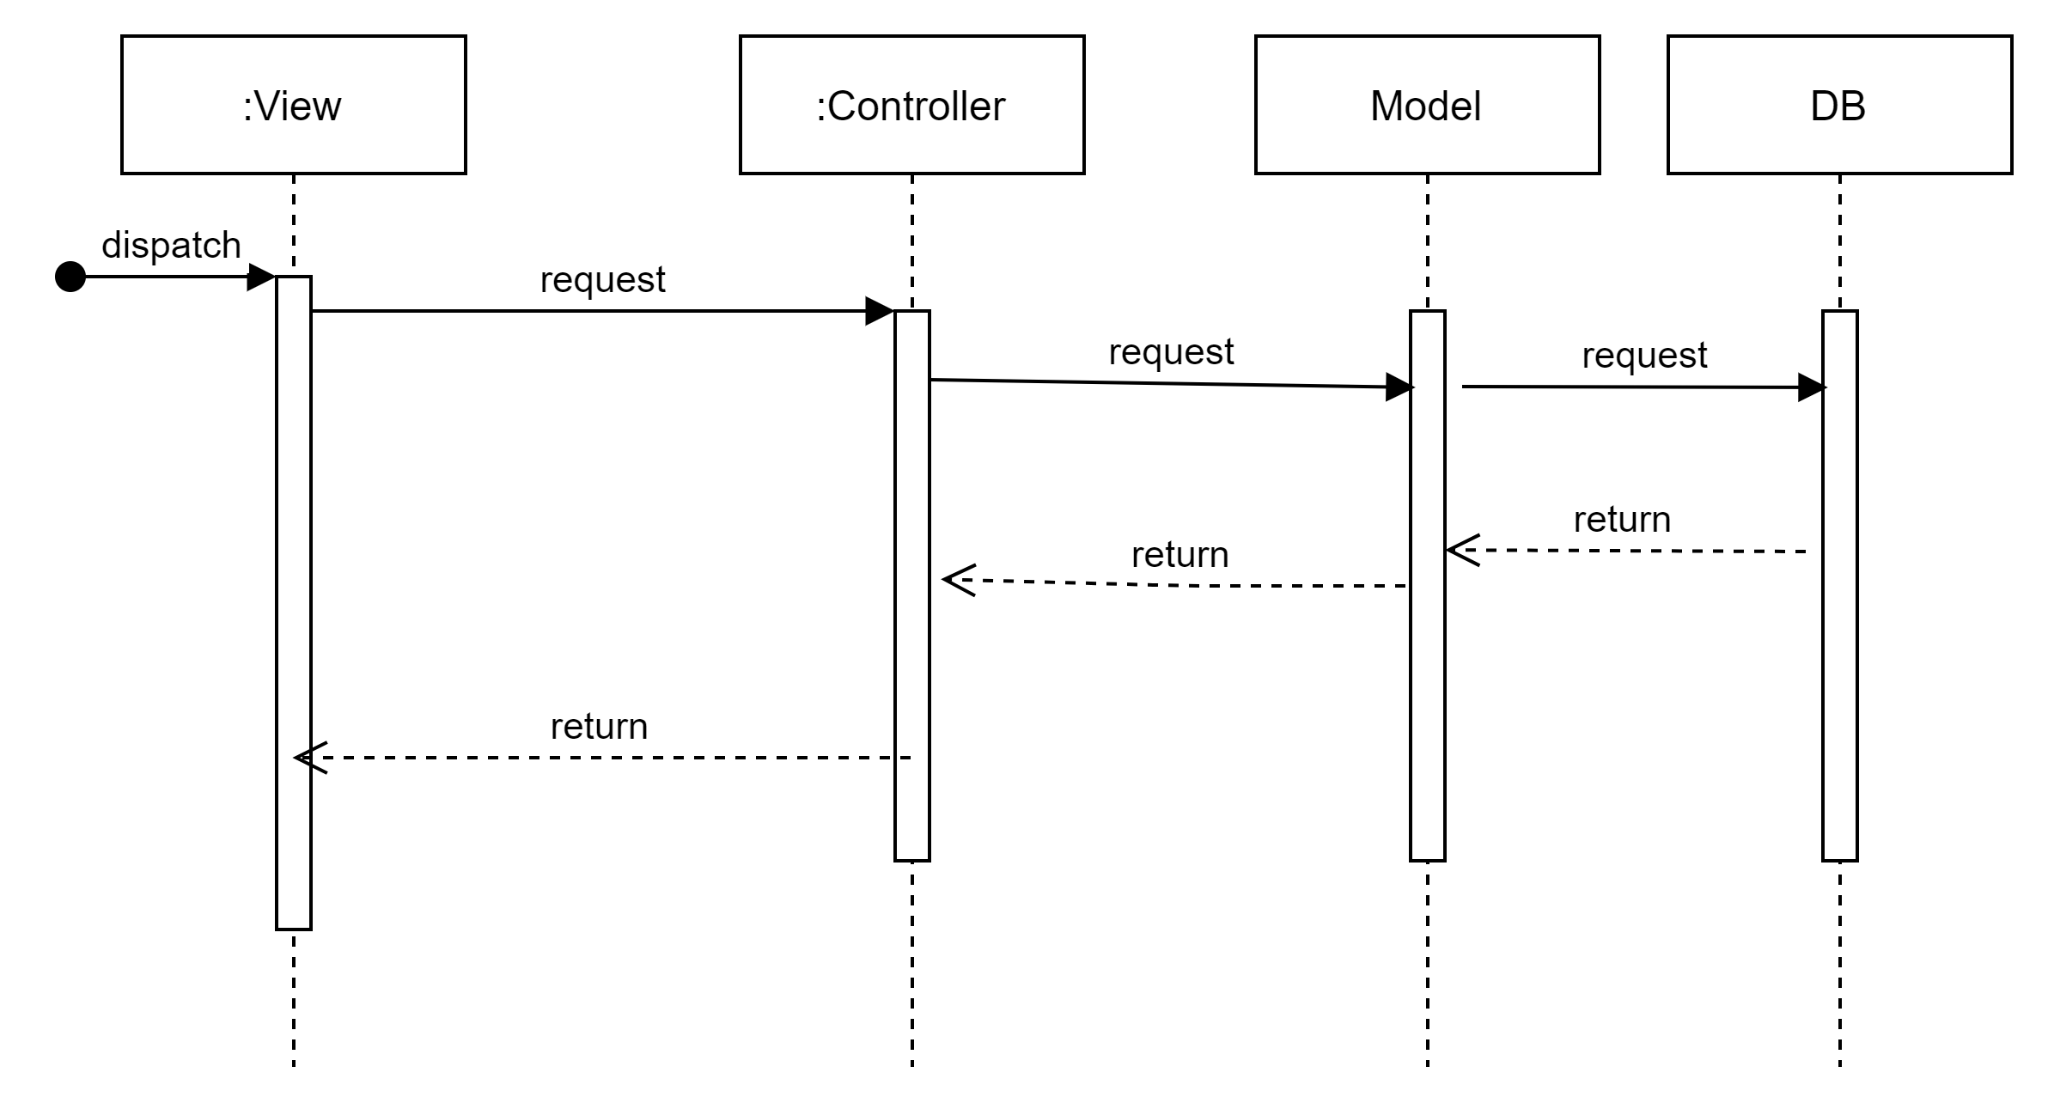 :View
:Controller
Model
DB
dispatch
request
request
request
return
return
return